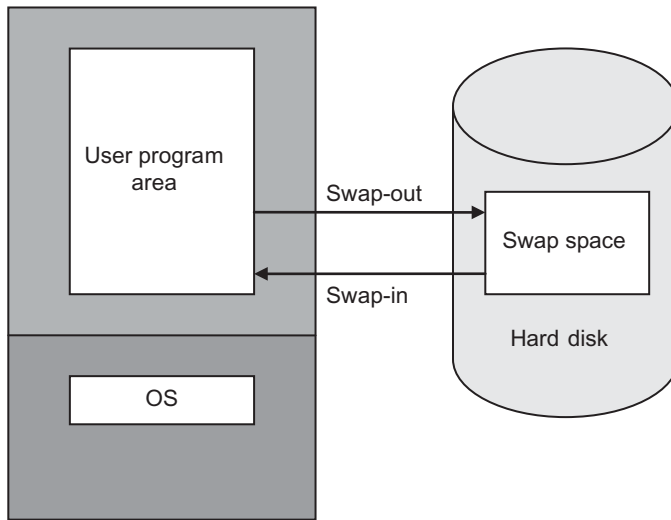 User program
area
Swap-out
Swap space
Swap-in
Hard disk
OS